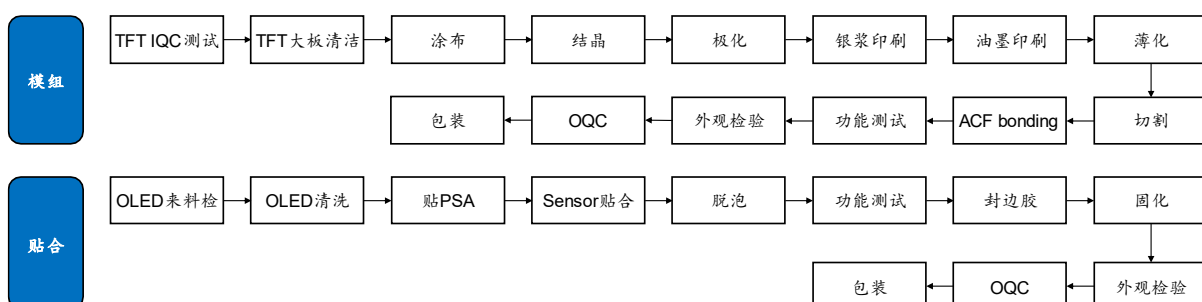 模组
TFT IQC测试
TFT大板清洁
涂布
结晶
极化
银浆印刷
油墨印刷
薄化
切割
ACF bonding
功能测试
外观检验
OQC
包装
贴合
OLED来料检
OLED清洗
贴PSA
Sensor贴合
脱泡
功能测试
封边胶
固化
外观检验
OQC
包装